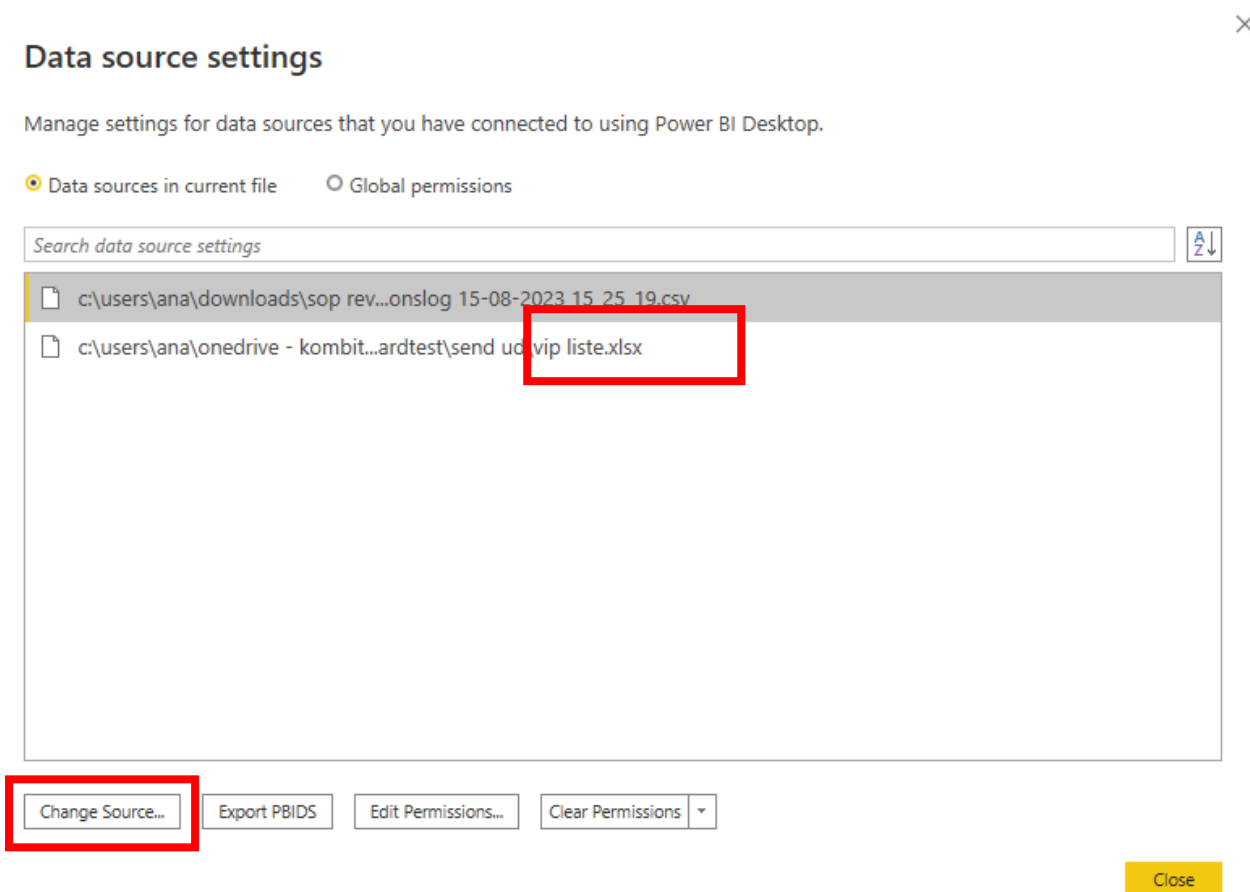 Data source settings
Manage settings for data sources that you have connected to using Power BI Desktop.
Data sources in current file Global permissions
Search data source settings
c:\users\ana\downloads\sop rev...onslog 15-08-2023 15_25_19.csv
c:\users\ana\onedrive - kombit...ardtest\send ud\vip liste.xlsx
Change Source... Export PBIDS Edit Permissions... Clear Permissions
Close